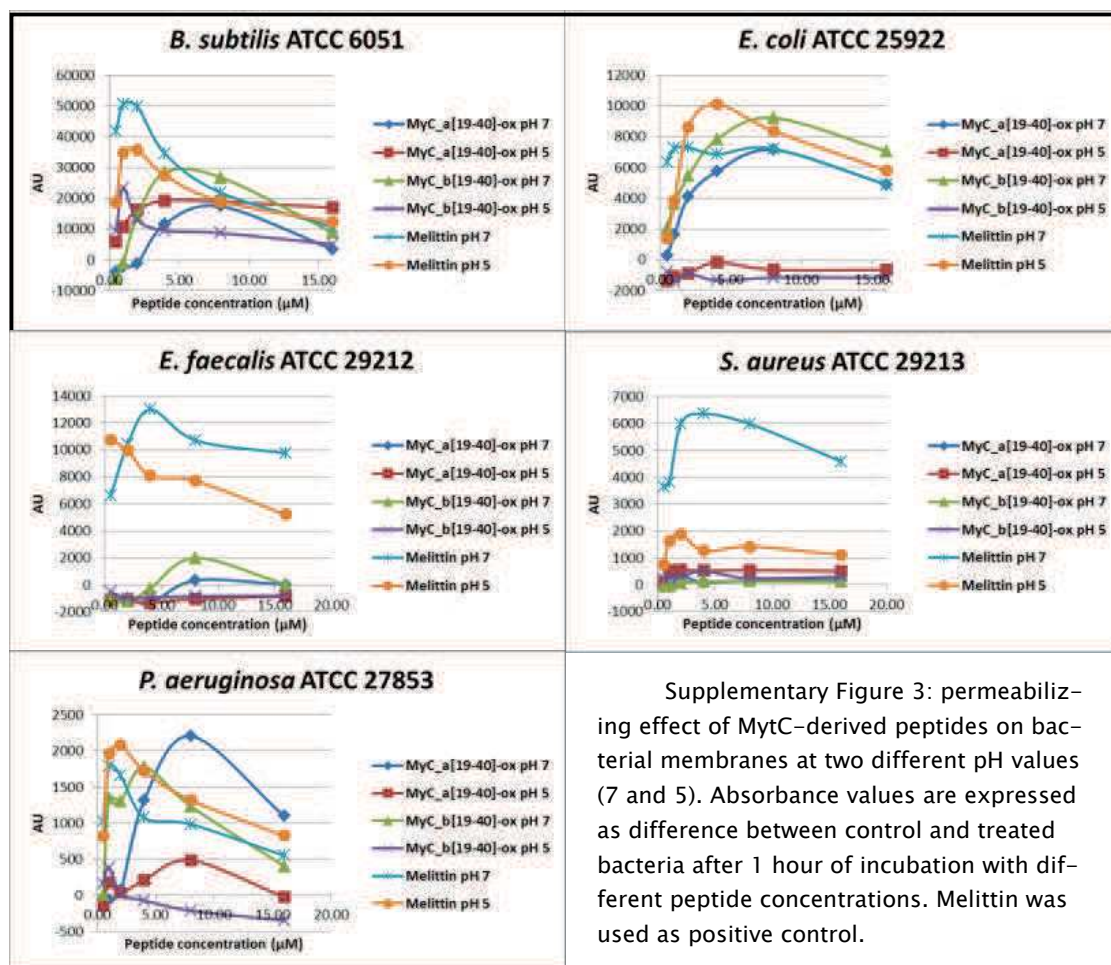 B. subtilis ATCC 6051
60000
50000
40000
30000
20000
10000
0
10000
AU
0.00 5.00 10.00 15.00
Peptide concentration (µM)
MyC_a[19-40]-ox pH 7
MyC_a[19-40]-ox pH 5
MyC_b[19-40]-ox pH 7
MyC_b[19-40]-ox pH 5
Melittin pH 7
Melittin pH 5
E. coli ATCC 25922
12000
10000
8000
6000
4000
2000
0
2000
AU
0.00 5.00 10.00 15.00
Peptide concentration (µM)
MyC_a[19-40]-ox pH 7
MyC_a[19-40]-ox pH 5
MyC_b[19-40]-ox pH 7
MyC_b[19-40]-ox pH 5
Melittin pH 7
Melittin pH 5
E. faecalis ATCC 29212
14000
12000
10000
8000
6000
4000
2000
0
-2000
AU
0.00 5.00 10.00 15.00 20.00
Peptide concentration (µM)
MyC_a[19-40]-ox pH 7
MyC_a[19-40]-ox pH 5
MyC_b[19-40]-ox pH 7
MyC_b[19-40]-ox pH 5
Melittin pH 7
Melittin pH 5
S. aureus ATCC 29213
7000
6000
5000
4000
3000
2000
1000
0
-1000
AU
0.00 5.00 10.00 15.00 20.00
Peptide concentration (µM)
MyC_a[19-40]-ox pH 7
MyC_a[19-40]-ox pH 5
MyC_b[19-40]-ox pH 7
MyC_b[19-40]-ox pH 5
Melittin pH 7
Melittin pH 5
P. aeruginosa ATCC 27853
2500
2000
1500
1000
500
0
-500
AU
0.00 5.00 10.00 15.00 20.00
Peptide concentration (µM)
MyC_a[19-40]-ox pH 7
MyC_a[19-40]-ox pH 5
MyC_b[19-40]-ox pH 7
MyC_b[19-40]-ox pH 5
Melittin pH 7
Melittin pH 5
Supplementary Figure 3: permeabiliz-
ing effect of MytC-derived peptides on bac-
terial membranes at two different pH values
(7 and 5). Absorbance values are expressed
as difference between control and treated
bacteria after 1 hour of incubation with dif-
ferent peptide concentrations. Melittin was
used as positive control.